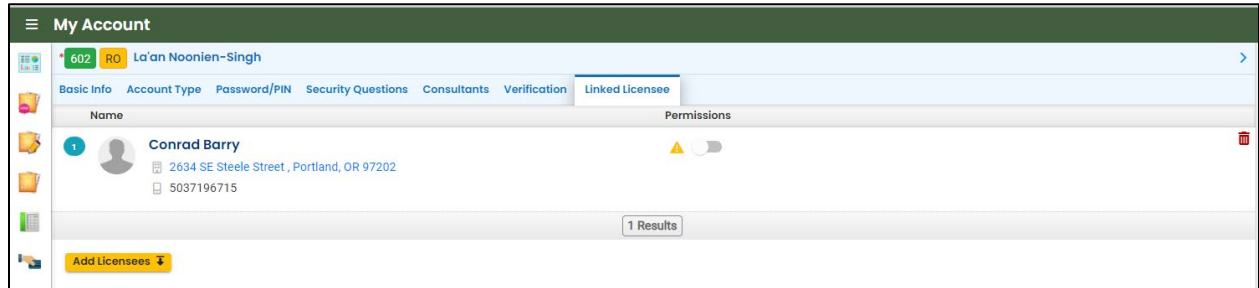 My Account
* 602 RO La'an Noonien-Singh
Basic Info Account Type Password/PIN Security Questions Consultants Verification Linked Licensee
Name Permissions
1 Conrad Barry
2634 SE Steele Street , Portland, OR 97202
5037196715
1 Results
Add Licensees